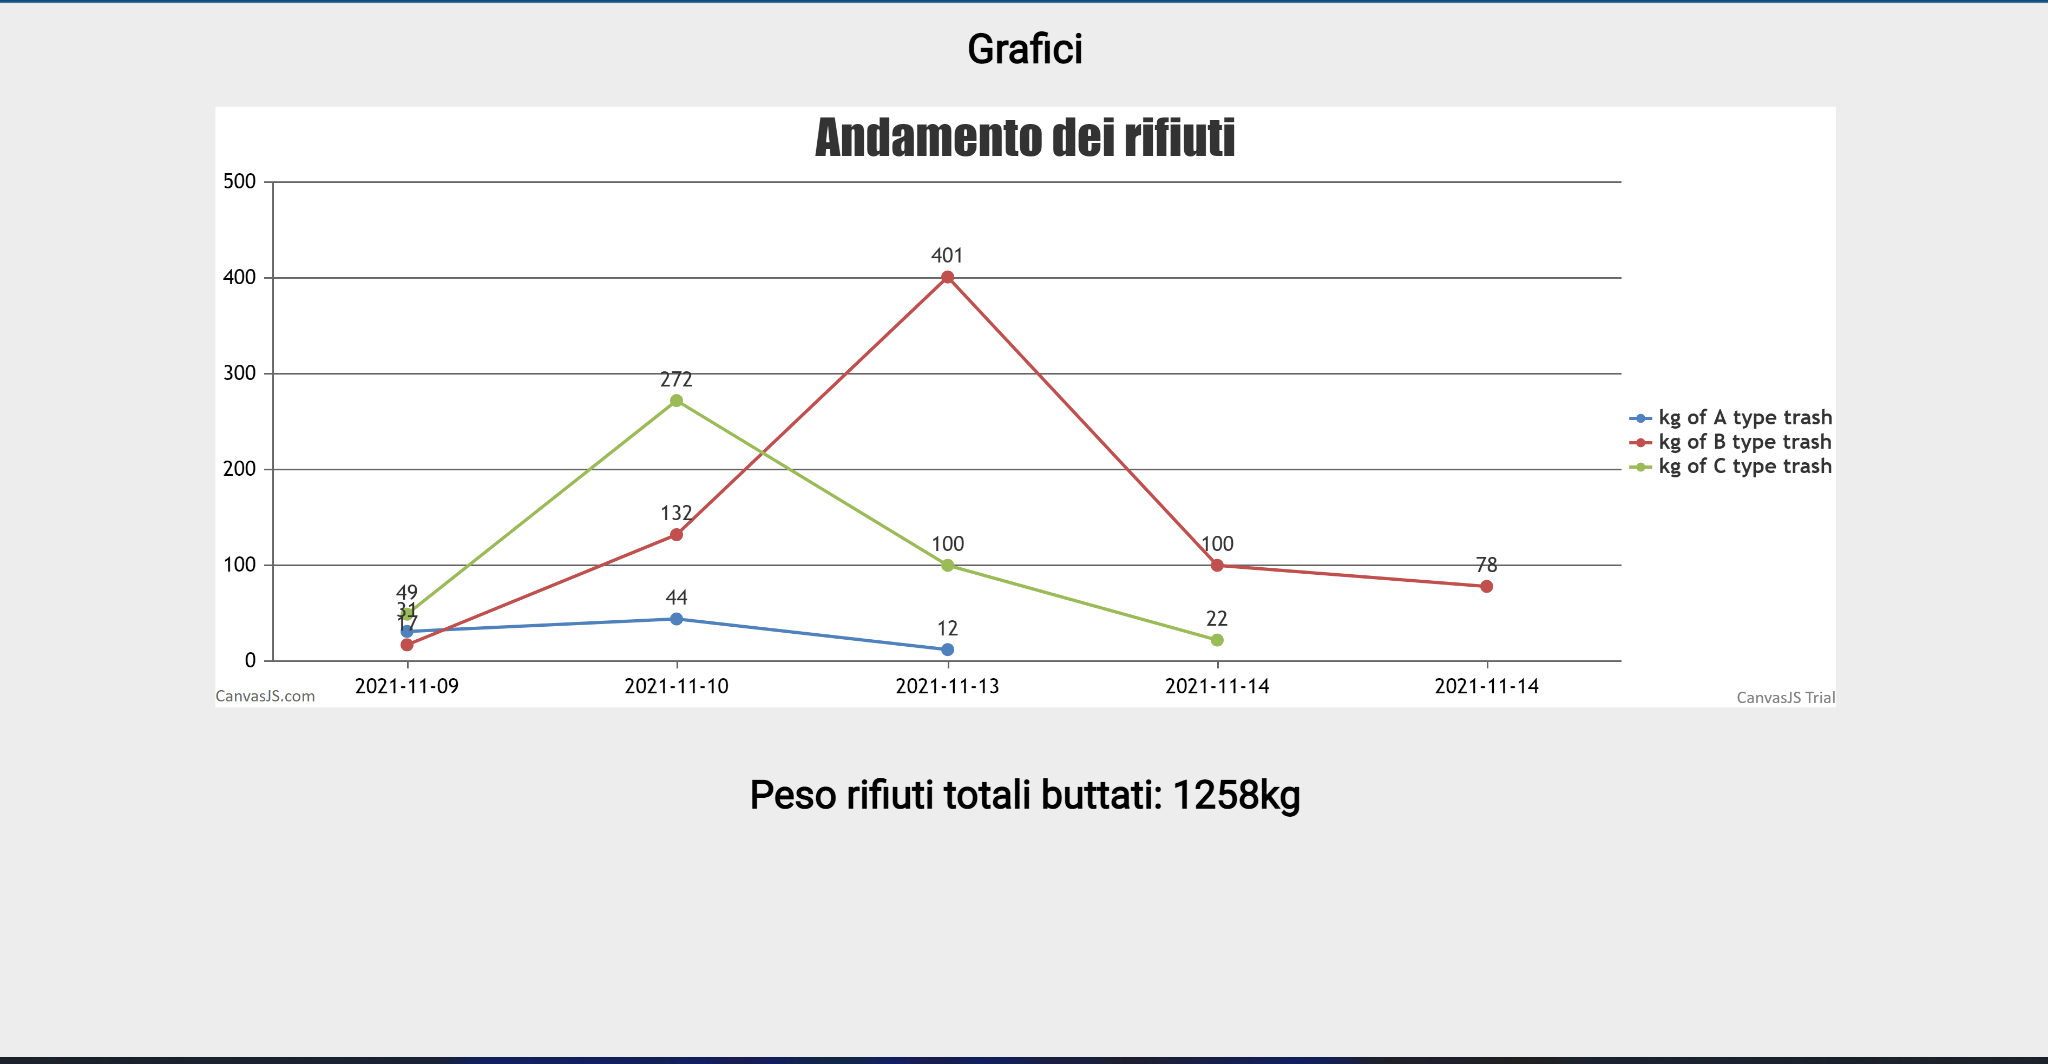 Grafici
Andamento dei rifiuti
500
400
300
200
100
0
401
272
132
100
100
78
49
31
17
44
12
22
kg of A type trash
kg of B type trash
kg of C type trash
2021-11-09
2021-11-10
2021-11-13
2021-11-14
2021-11-14
CanvasJS.com
CanvasJS Trial
Peso rifiuti totali buttati: 1258kg